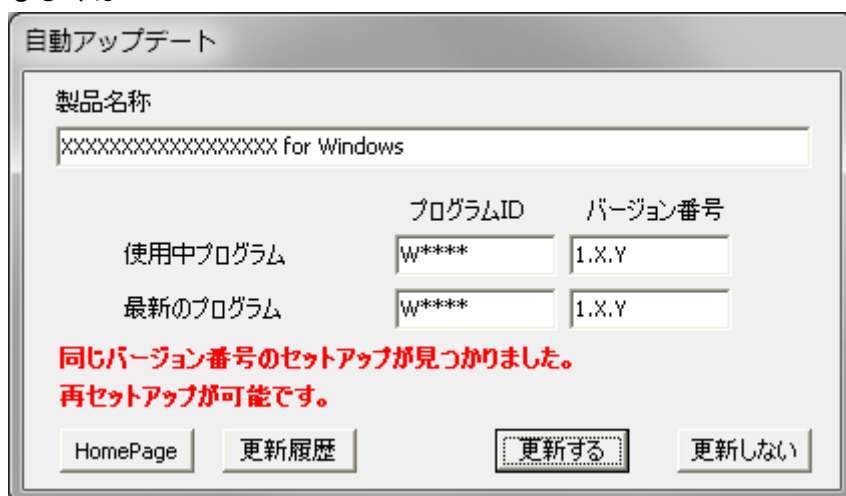 自動アップデート
製品名称
XXXXXXXXXXXXXXXXXX for Windows
プログラムID バージョン番号
使用中プログラム W**** 1.X.Y
最新のプログラム W**** 1.X.Y
同じバージョン番号のセットアップが見つかりました。
再セットアップが可能です。
HomePage 更新履歴 更新する 更新しない